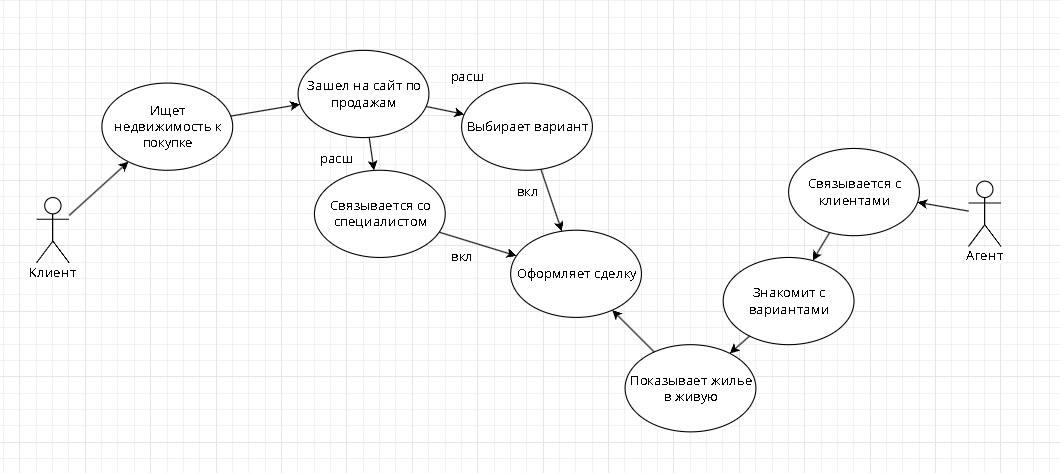 Зашел на сайт по
продажам
расш
Ищет
недвижимость к
покупке
Выбирает вариант
расш
Связывается со
специалистом
вкл
вкл
Связывается с
клиентами
Клиент
Агент
Оформляет сделку
Знакомит с
вариантами
Показывает жилье
в живую